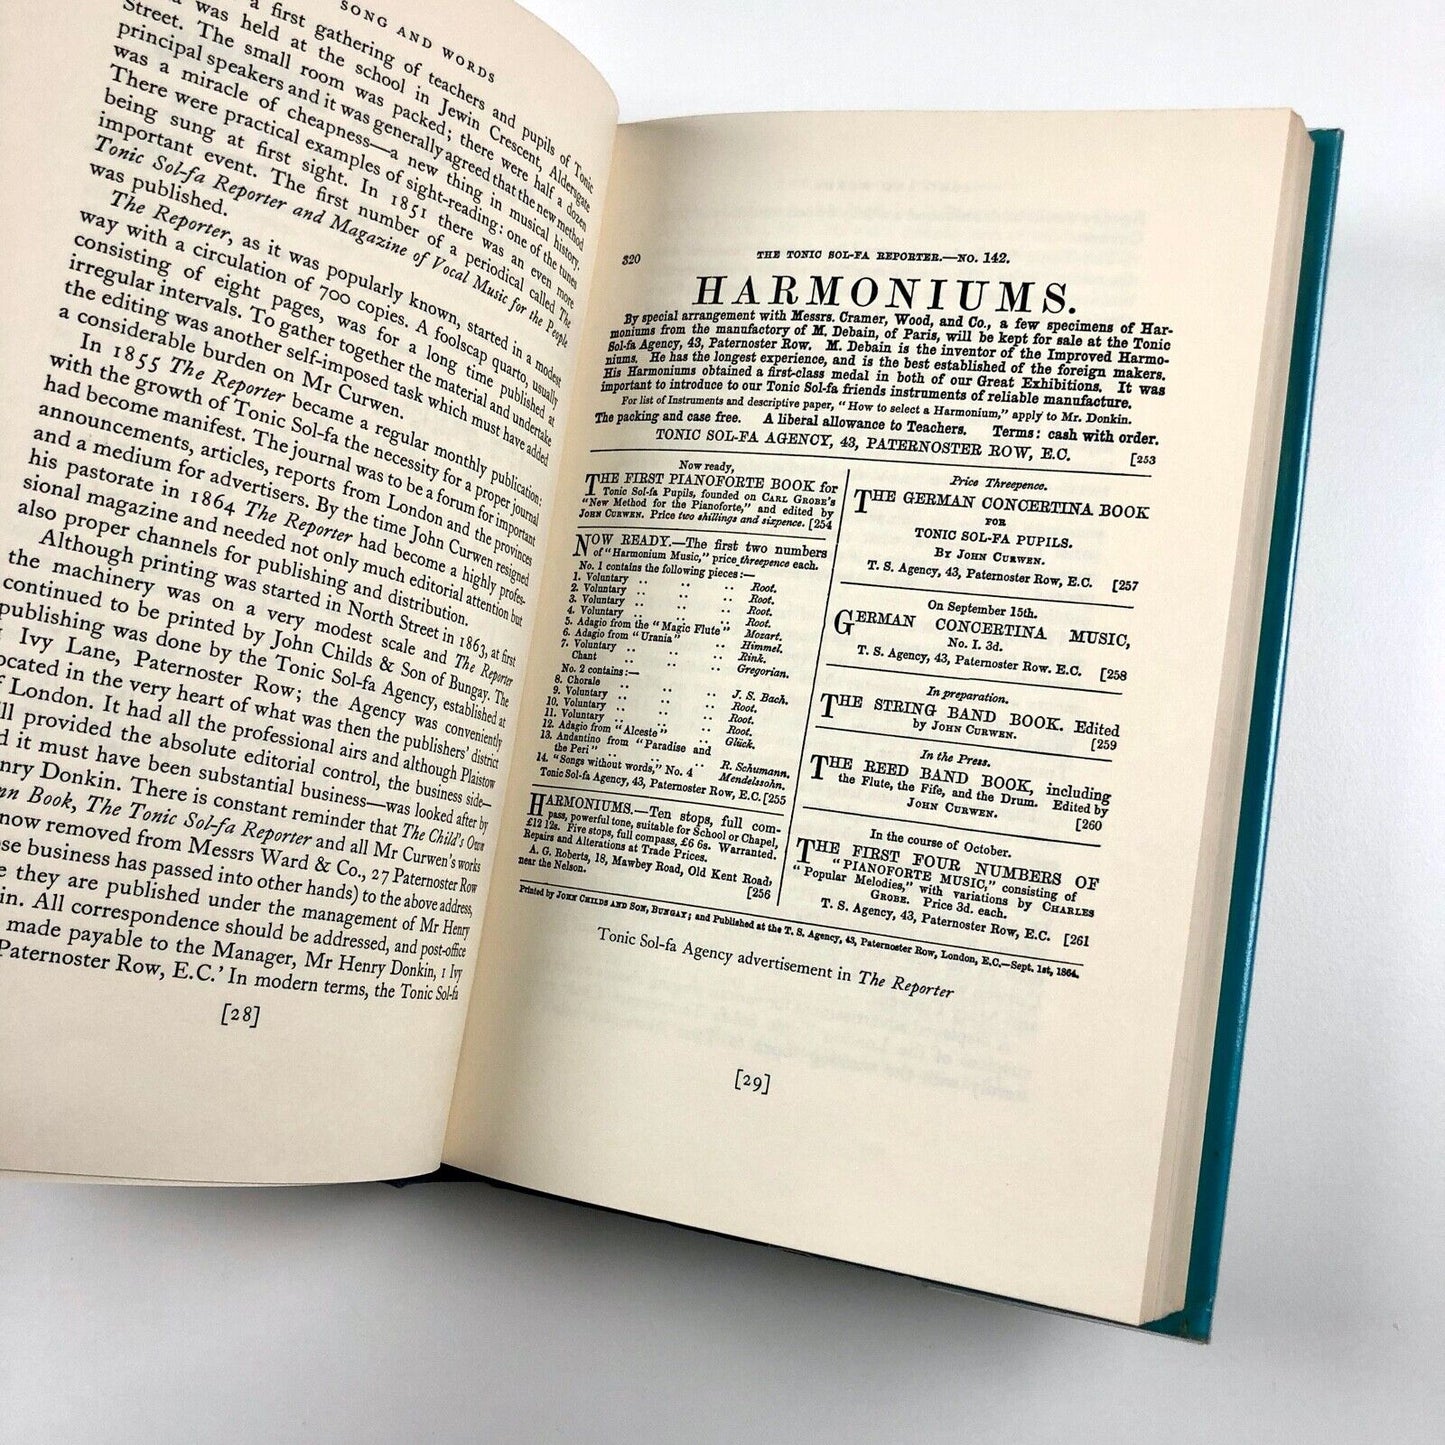 SONG AND WORDS
a first gathering of teachers and pupils of Tonic
was held at the school in Jewin Crescent, Aldersgate
Street. The small room was packed; there were half a dozen
principal speakers and it was generally agreed that the new method
was a miracle of cheapness—a new thing in musical history.
There were practical examples of sight-reading: one of the tunes
being sung at first sight. In 1851 there was an even more
important event. The first number of a periodical called The
Tonic Sol-fa Reporter and Magazine of Vocal Music for the People
was published.
The Reporter, as it was popularly known, started in a modest
way with a circulation of 700 copies. A foolscap quarto, usually
consisting of eight pages, was for a long time published at
irregular intervals. To gather together the material and undertake
the editing was another self-imposed task which must have added
a considerable burden on Mr Curwen.
In 1855 The Reporter became a regular monthly publication:
with the growth of Tonic Sol-fa the necessity for a proper journal
had become manifest. The journal was to be a forum for important
announcements, articles, reports from London and the provinces
and a medium for advertisers. By the time John Curwen resigned
his pastorate in 1864 The Reporter had become a highly profes-
sional magazine and needed not only much editorial attention but
also proper channels for publishing and distribution.
Although printing was started in North Street in 1863, at first
the machinery was on a very modest scale and The Reporter
continued to be printed by John Childs & Son of Bungay. The
publishing was done by the Tonic Sol-fa Agency, established at
Ivy Lane, Paternoster Row; the Agency was conveniently
located in the very heart of what was then the publishers' district
of London. It had all the professional airs and although Plaistow
provided the absolute editorial control, the business side—
it must have been substantial business—was looked after by
Henry Donkin. There is constant reminder that The Child's Own
Book, The Tonic Sol-fa Reporter and all Mr Curwen's works
now removed from Messrs Ward & Co., 27 Paternoster Row
business has passed into other hands) to the above address,
they are published under the management of Mr Henry
All correspondence should be addressed, and post-office
made payable to the Manager, Mr Henry Donkin, 1 Ivy
Paternoster Row, E.C.' In modern terms, the Tonic Sol-fa
[28]
320 THE TONIC SOL-FA REPORTER.—NO. 142.
HARMONIUMS.
By special arrangement with Messrs. Cramer, Wood, and Co., a few specimens of Har-
moniums from the manufactory of M. Debain, of Paris, will be kept for sale at the Tonic
Sol-fa Agency, 43, Paternoster Row. M. Debain is the inventor of the Improved Harmo-
niums. He has the longest experience, and is the best established of the foreign makers.
His Harmoniums obtained a first-class medal in both of our Great Exhibitions. It was
important to introduce to our Tonic Sol-fa friends instruments of reliable manufacture.
For list of Instruments and descriptive paper, "How to select a Harmonium," apply to Mr. Donkin.
The packing and case free. A liberal allowance to Teachers. Terms: cash with order.
TONIC SOL-FA AGENCY, 43, PATERNOSTER ROW, E.C. [253
Now ready,
THE FIRST PIANOFORTE BOOK for
Tonic Sol-fa Pupils, founded on CARL GROBE'S
"New Method for the Pianoforte," and edited by
JOHN CURWEN. Price two shillings and sixpence. [254
NOW READY.—The first two numbers
of "Harmonium Music," price threepence each.
No. 1 contains the following pieces:—
1. Voluntary .. .. .. Root.
2. Voluntary .. .. .. Root.
3. Voluntary .. .. .. Root.
4. Voluntary .. .. .. Root.
5. Adagio from the "Magic Flute" Mozart.
6. Adagio from "Urania" .. Himmel.
7. Voluntary .. .. .. Rink.
Chant .. .. .. Gregorian.
No. 2 contains:—
8. Chorale .. .. .. J. S. Bach.
9. Voluntary .. .. .. Root.
10. Voluntary .. .. .. Root.
11. Voluntary .. .. .. Root.
12. Adagio from "Alceste" .. Glück.
13. Andantino from "Paradise and
the Peri" .. .. .. R. Schumann.
14. "Songs without words," No. 4 Mendelssohn.
Tonic Sol-fa Agency, 43, Paternoster Row, E.C. [255
HARMONIUMS.—Ten stops, full com-
pass, powerful tone, suitable for School or Chapel,
£12 12s. Five stops, full compass, £6 6s. Warranted.
Repairs and Alterations at Trade Prices.
A. G. Roberts, 18, Mawbey Road, Old Kent Road,
near the Nelson. [256
Price Threepence.
THE GERMAN CONCERTINA BOOK
FOR
TONIC SOL-FA PUPILS.
BY JOHN CURWEN.
T. S. Agency, 43, Paternoster Row, E.C. [257
On September 15th.
GERMAN CONCERTINA MUSIC,
No. I. 3d.
T. S. Agency, 43, Paternoster Row. E.C. [258
In preparation.
THE STRING BAND BOOK. Edited
by JOHN CURWEN. [259
In the Press.
THE REED BAND BOOK, including
the Flute, the Fife, and the Drum. Edited by
JOHN CURWEN. [260
In the course of October.
THE FIRST FOUR NUMBERS OF
"PIANOFORTE MUSIC," consisting of
"Popular Melodies," with variations by CHARLES
GROBE. Price 3d. each.
T. S. Agency, 43, Paternoster Row, E.C. [261
Printed by JOHN CHILDS AND SON, BUNGAY; and Published at the T. S. Agency, 43, Paternoster Row, London, E.C.—Sept. 1st, 1864.
Tonic Sol-fa Agency advertisement in The Reporter
[29]